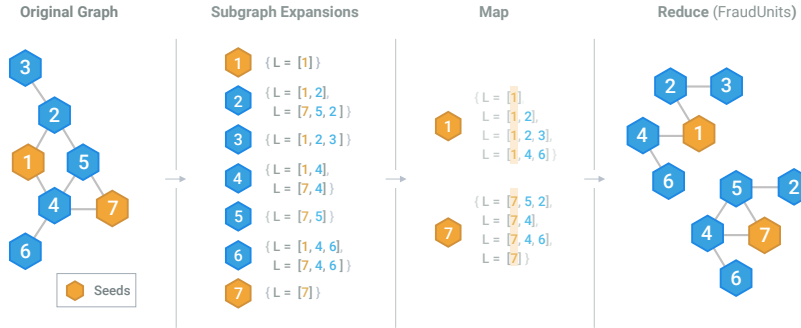 Original Graph
Subgraph Expansions
Map
Reduce (FraudUnits)
3
2
1
5
4
7
6
Seeds
1 { L = [1] }
2 { L = [1, 2],
L = [7, 5, 2] }
3 { L = [1, 2, 3] }
4 { L = [1, 4],
L = [7, 4] }
5 { L = [7, 5] }
6 { L = [1, 4, 6],
L = [7, 4, 6] }
7 { L = [7] }
1 { L = [1]
L = [1, 2],
L = [1, 2, 3]
L = [1, 4, 6] }
7 { L = [7, 5, 2]
L = [7, 4],
L = [7, 4, 6],
L = [7] }
2
3
4
1
6
5
2
4
7
6